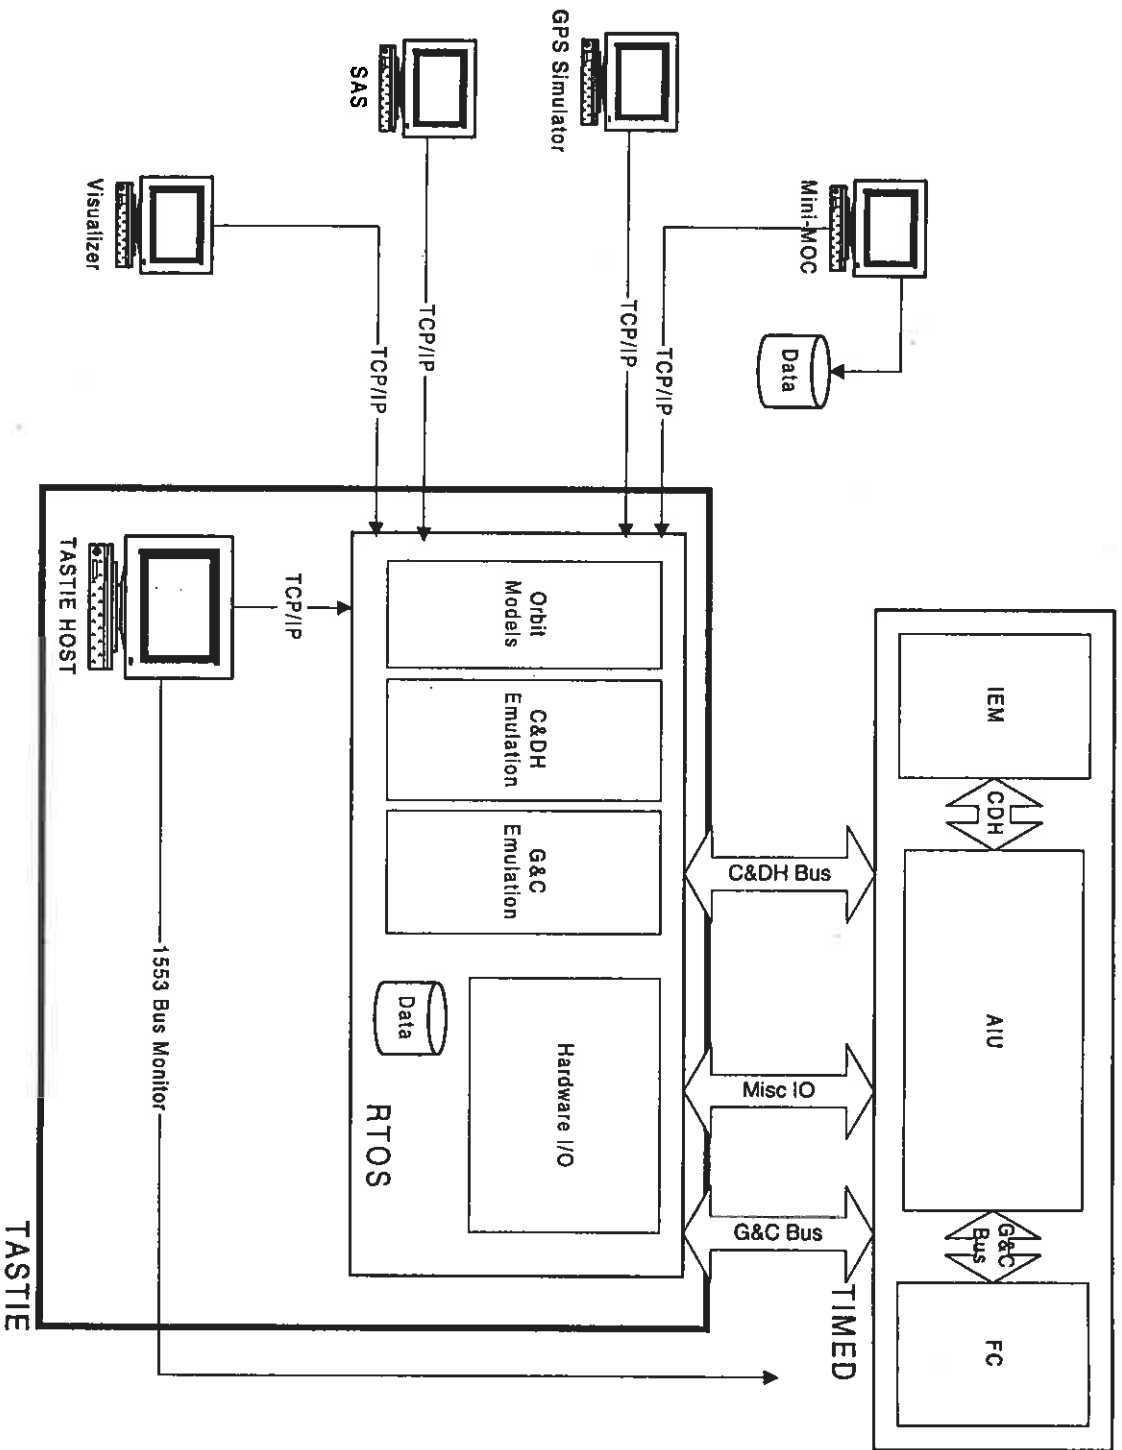 IEM
CDH
AIU
G&C
Bus
FC
TIMED
Mini-MOC
Data
C&DH Bus
Misc IO
G&C Bus
TCP/IP
GPS Simulator
TCP/IP
Orbit
Models
C&DH
Emulation
G&C
Emulation
Hardware I/O
Data
RTOS
SAS
TCP/IP
TCP/IP
Visualizer
TCP/IP
1553 Bus Monitor
TASTIE HOST
TASTIE